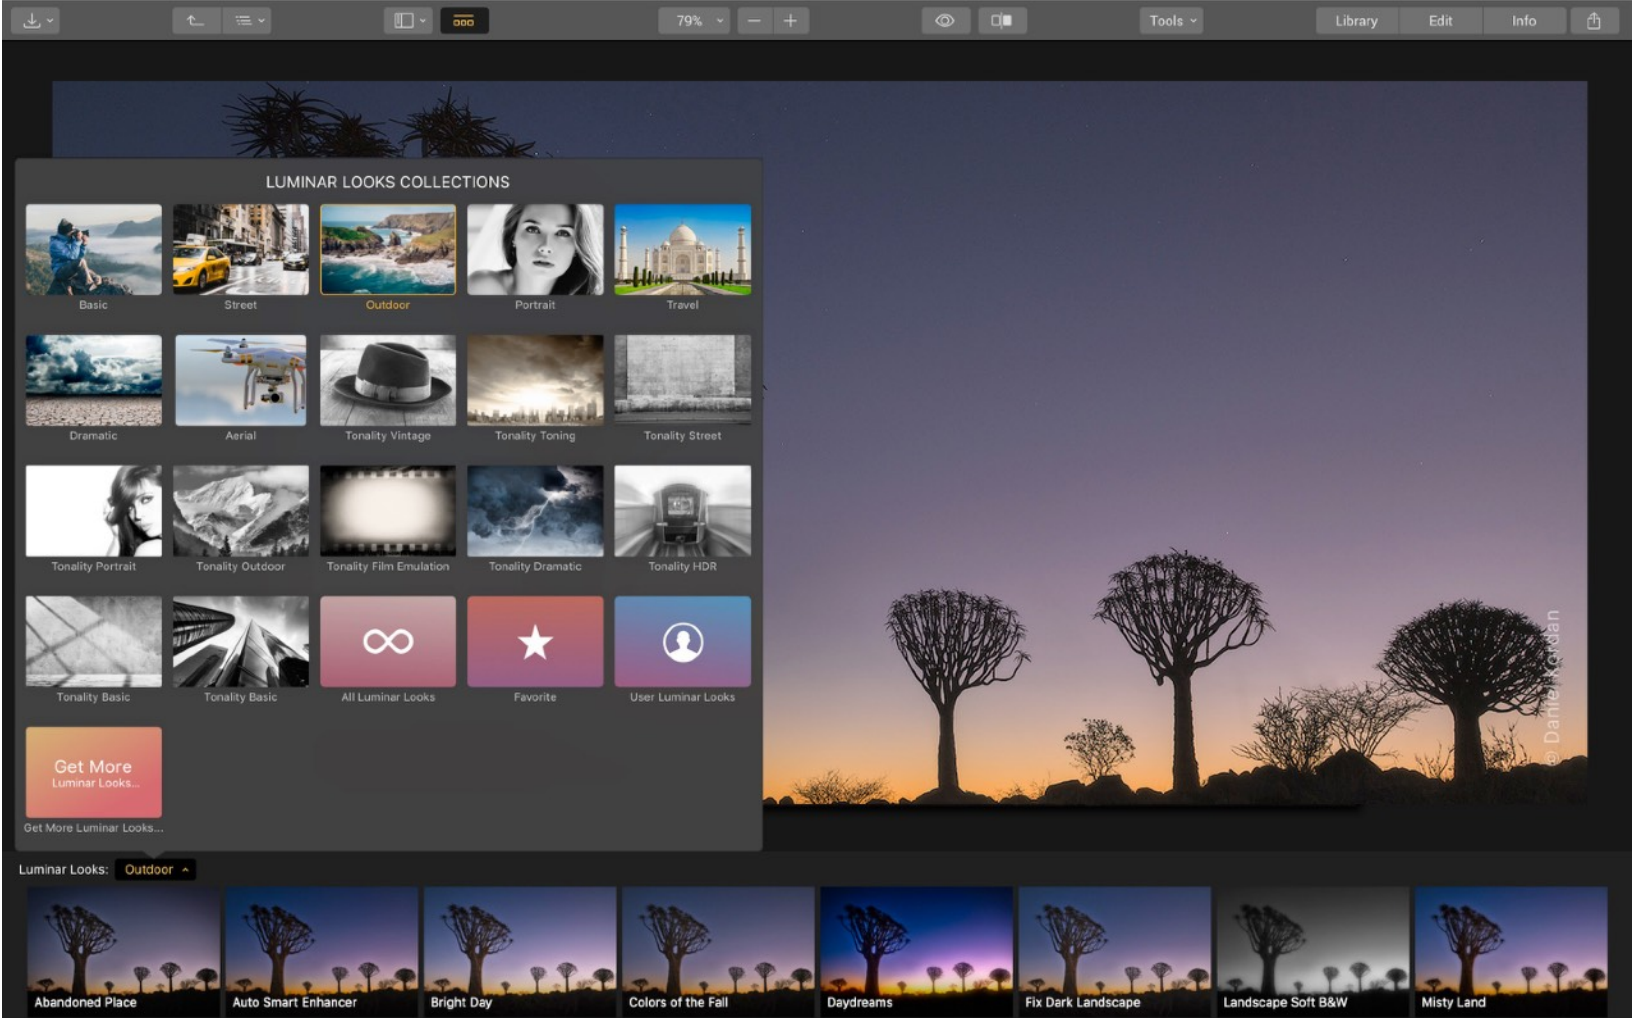 79%
Tools
Library
Edit
Info
LUMINAR LOOKS COLLECTIONS
Basic
Street
Outdoor
Portrait
Travel
Dramatic
Aerial
Tonality Vintage
Tonality Toning
Tonality Street
Tonality Portrait
Tonality Outdoor
Tonality Film Emulation
Tonality Dramatic
Tonality HDR
Tonality Basic
Tonality Basic
All Luminar Looks
Favorite
User Luminar Looks
Get More
Luminar Looks...
Get More Luminar Looks...
© Daniel Kordan
Luminar Looks: Outdoor
Abandoned Place
Auto Smart Enhancer
Bright Day
Colors of the Fall
Daydreams
Fix Dark Landscape
Landscape Soft B&W
Misty Land